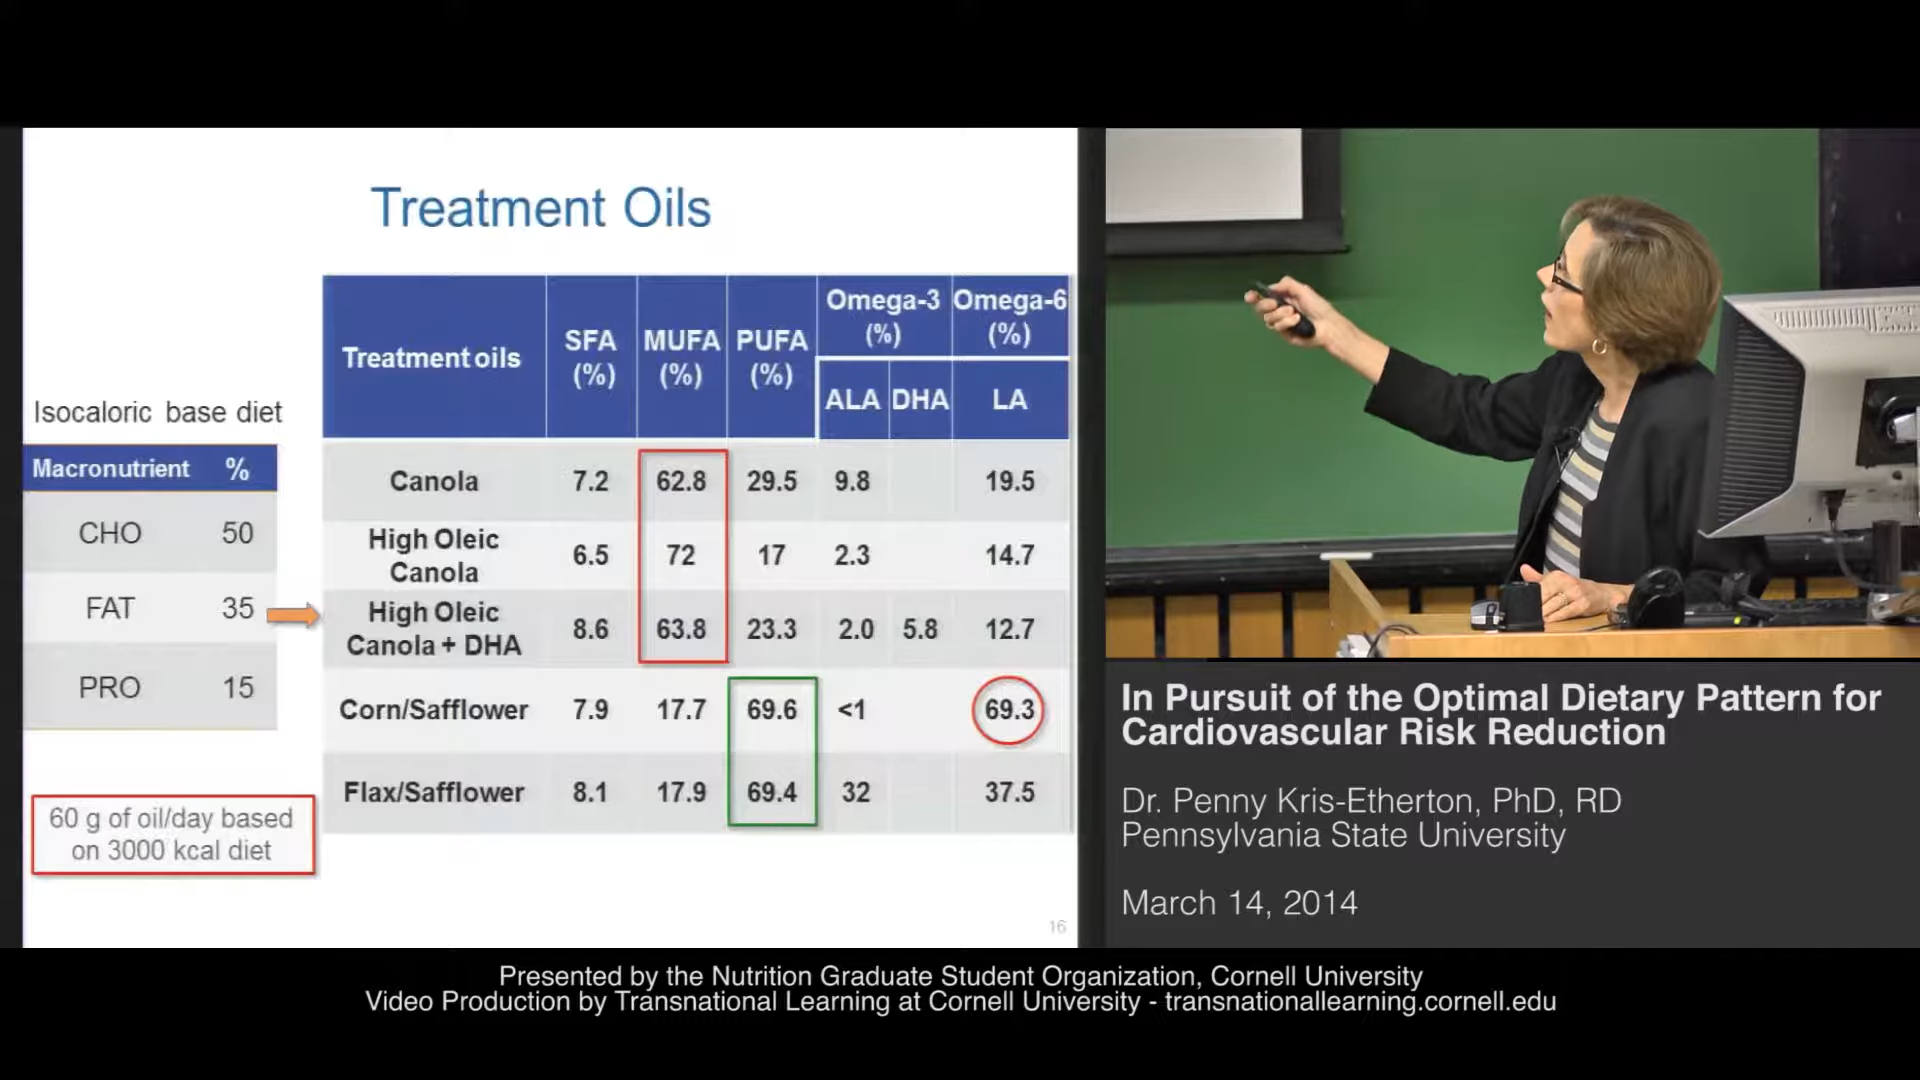 Treatment Oils
Isocaloric base diet
Macronutrient %
CHO 50
FAT 35
PRO 15
60 g of oil/day based
on 3000 kcal diet
Treatment oils SFA (%) MUFA (%) PUFA (%) Omega-3 (%) Omega-6 (%)
ALA DHA LA
Canola 7.2 62.8 29.5 9.8 19.5
High Oleic Canola 6.5 72 17 2.3 14.7
High Oleic Canola + DHA 8.6 63.8 23.3 2.0 5.8 12.7
Corn/Safflower 7.9 17.7 69.6 <1 69.3
Flax/Safflower 8.1 17.9 69.4 32 37.5
16
In Pursuit of the Optimal Dietary Pattern for
Cardiovascular Risk Reduction
Dr. Penny Kris-Etherton, PhD, RD
Pennsylvania State University
March 14, 2014
Presented by the Nutrition Graduate Student Organization, Cornell University
Video Production by Transnational Learning at Cornell University - transnationallearning.cornell.edu